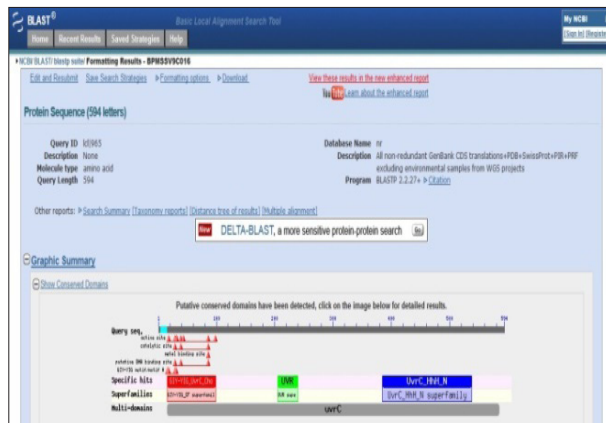 BLAST®
Basic Local Alignment Search Tool
My NCBI
Home Recent Results Saved Strategies Help
[Sign In] [Register
NCBI/ BLAST/ blastp suite/ Formatting Results - BPMSSV9C016
Edit and Resubmit Save Search Strategies Formatting options Download
View these results in the new enhanced report
You Tube Learn about the enhanced report
Protein Sequence (594 letters)
Query ID
Description None
Molecule type amino acid
Query Length 594
Database Name nr
Description All non-redundant GenBank CDS translations+PDB+SwissProt+PIR+PRF
excluding environmental samples from WGS projects
Program BLASTP 2.2.27+ Citation
Other reports: Search Summary [Taxonomy reports] [Distance tree of results] [Multiple alignment]
New DELTA-BLAST, a more sensitive protein-protein search Go
Graphic Summary
Show Conserved Domains
Putative conserved domains have been detected, click on the image below for detailed results.
Query seq.
active site
catalytic site
metal binding site
putative DNA binding site
Specific hits
UVR
UvrC_HhH_N
Superfamilies
UvrC_HhH_N superfamily
Multi-domains
uvrC